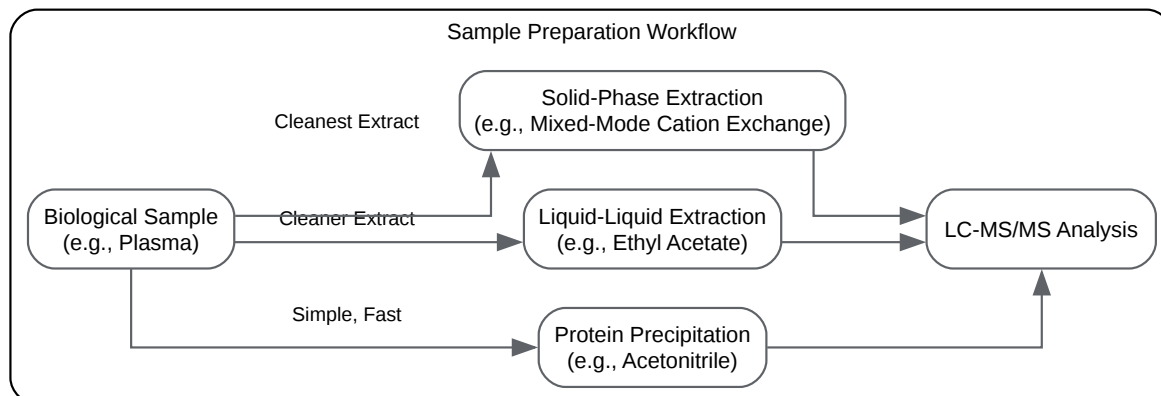 Sample Preparation Workflow
Solid-Phase Extraction
(e.g., Mixed-Mode Cation Exchange)
Cleanest Extract
Biological Sample
(e.g., Plasma)
Cleaner Extract
Liquid-Liquid Extraction
(e.g., Ethyl Acetate)
LC-MS/MS Analysis
Simple, Fast
Protein Precipitation
(e.g., Acetonitrile)